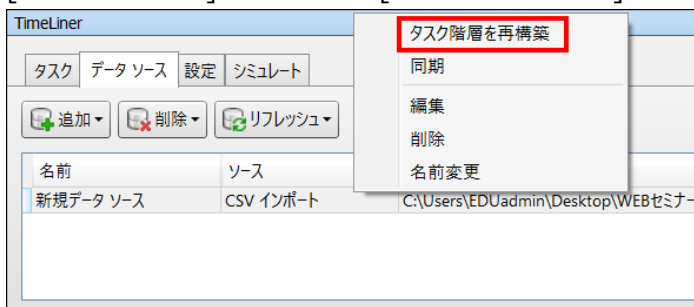 TimeLiner
タスク階層を再構築
同期
編集
削除
名前変更
タスク データ ソース 設定 シミュレート
追加 削除 リフレッシュ
名前 ソース
新規データ ソース CSV インポート C:\Users\EDUadmin\Desktop\WEBセミナー